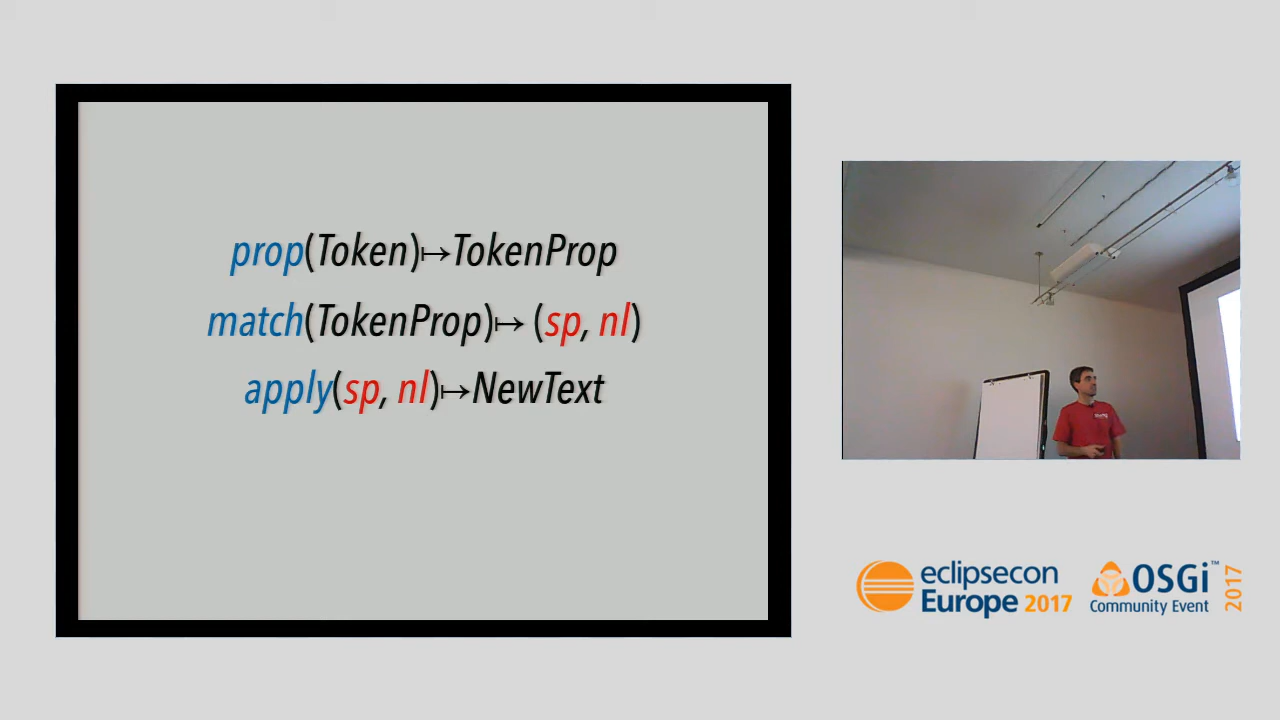 prop(Token)↦TokenProp
match(TokenProp)↦ (sp, nl)
apply(sp, nl)↦NewText
eclipsecon
Europe 2017
OSGi™
Community Event
2017